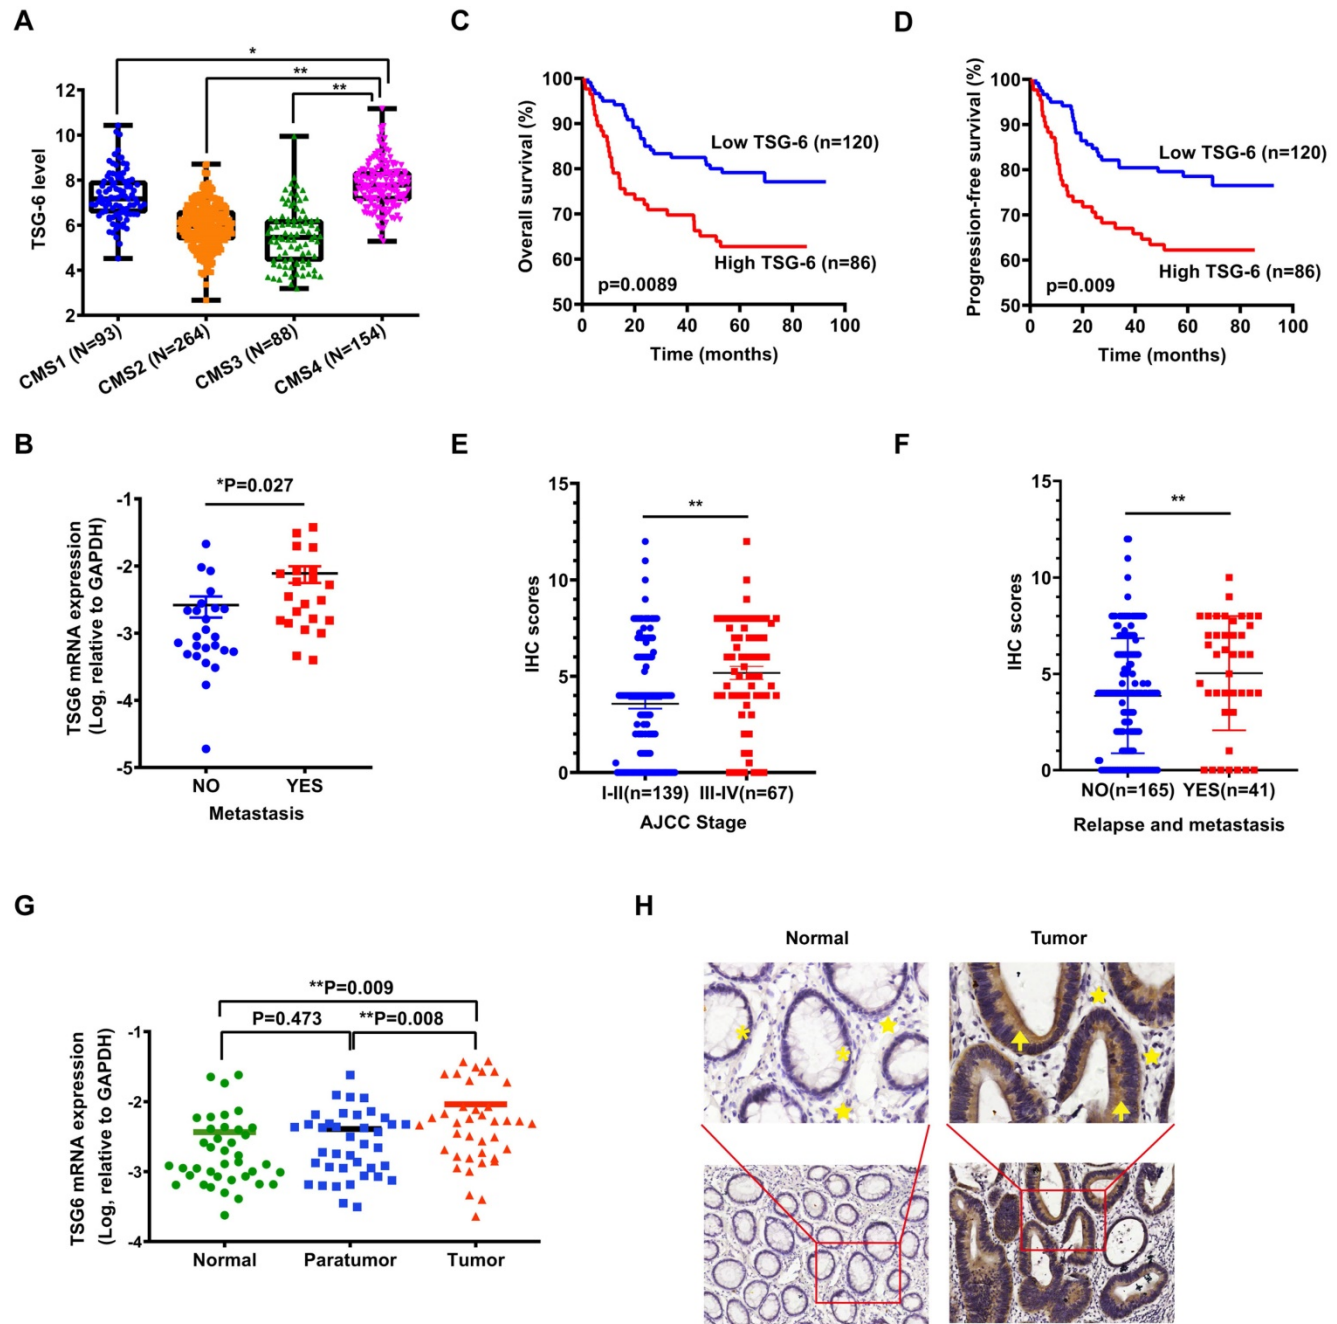 A
*
**
**
12
10
8
6
4
2
TSG-6 level
CMS1 (N=93)
CMS2 (N=264)
CMS3 (N=88)
CMS4 (N=154)
C
100
90
80
70
60
50
Overall survival (%)
Low TSG-6 (n=120)
High TSG-6 (n=86)
p=0.0089
0
20
40
60
80
100
Time (months)
D
100
90
80
70
60
50
Progression-free survival (%)
Low TSG-6 (n=120)
High TSG-6 (n=86)
p=0.009
0
20
40
60
80
100
Time (months)
B
*P=0.027
-1
-2
-3
-4
-5
TSG6 mRNA expression
(Log, relative to GAPDH)
NO
YES
Metastasis
E
**
15
10
5
0
IHC scores
I-II(n=139)
III-IV(n=67)
AJCC Stage
F
**
15
10
5
0
IHC scores
NO(n=165)
YES(n=41)
Relapse and metastasis
G
**P=0.009
P=0.473
**P=0.008
-1
-2
-3
-4
TSG6 mRNA expression
(Log, relative to GAPDH)
Normal
Paratumor
Tumor
H
Normal
Tumor